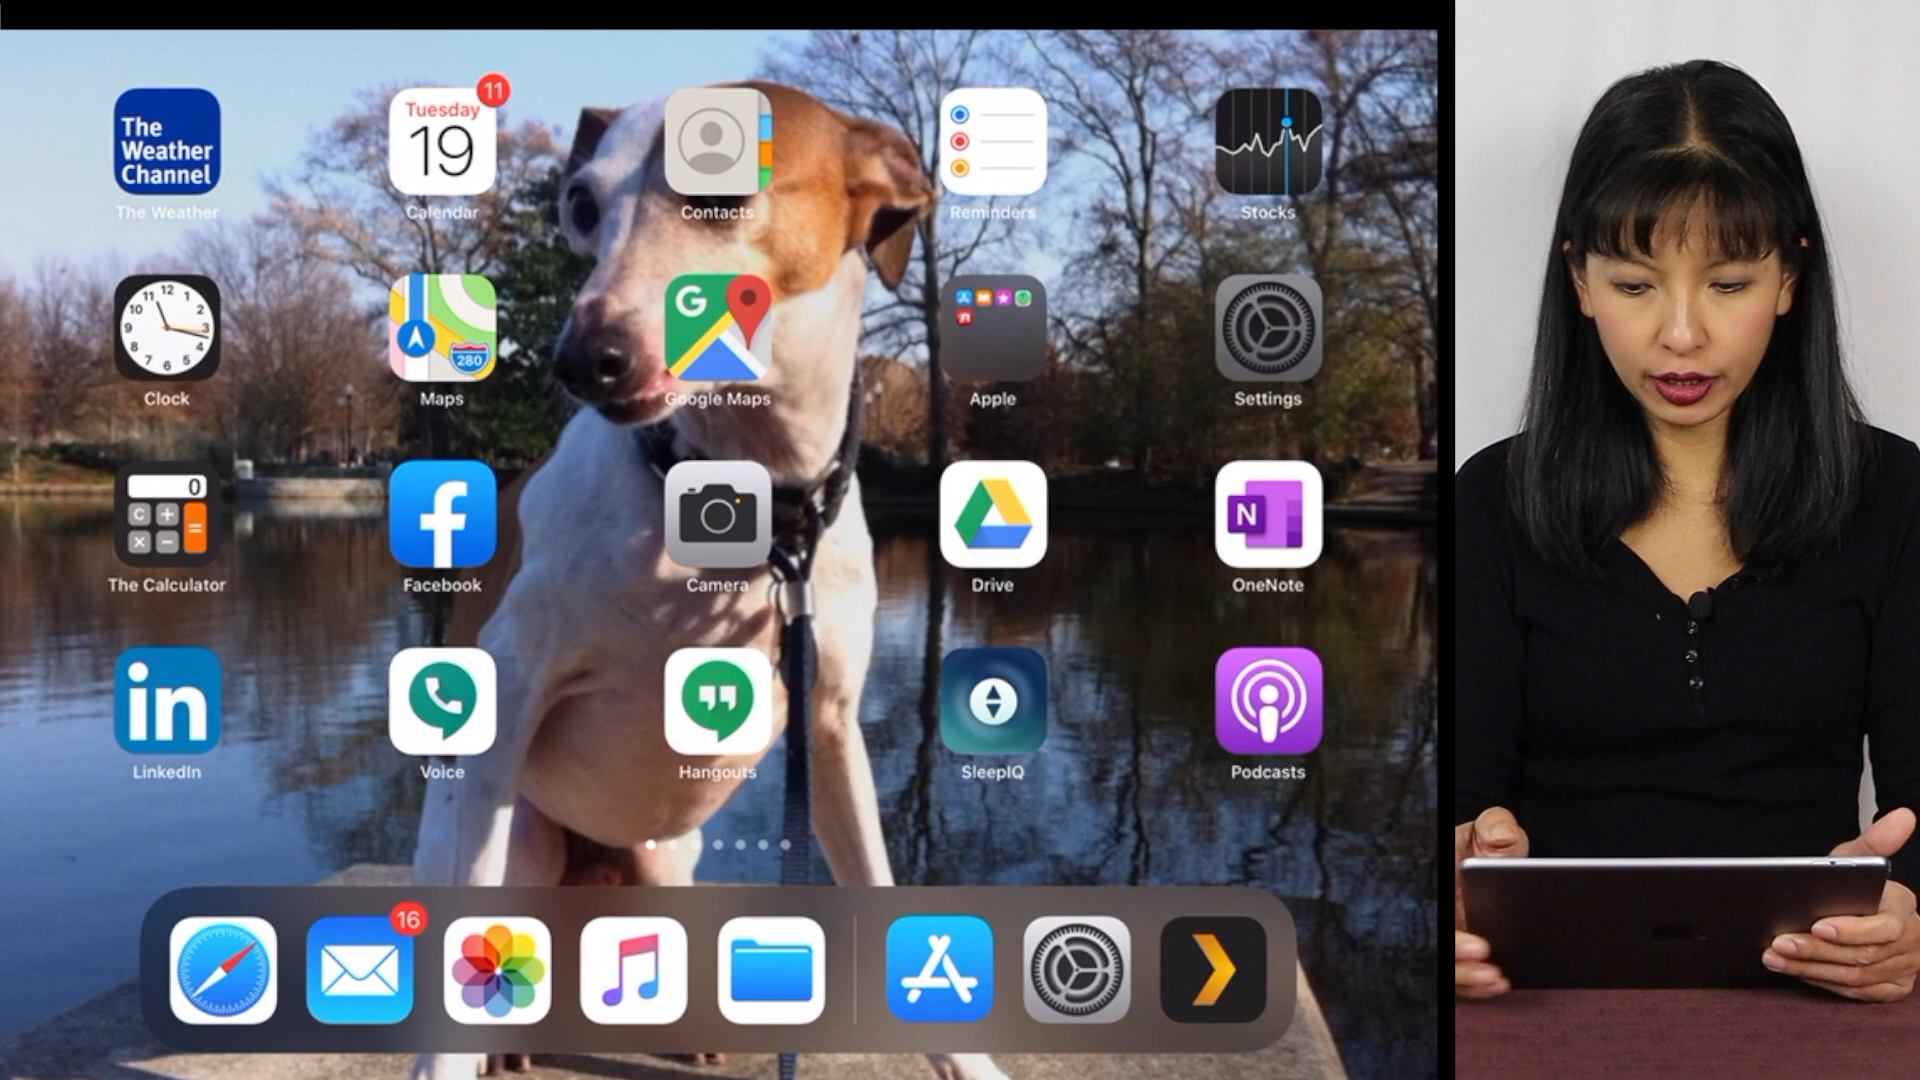 The
Weather
Channel
The Weather
Tuesday
19
11
Calendar
Contacts
Reminders
Stocks
12
1
2
3
4
5
6
7
8
9
10
11
Clock
280
Maps
G
Google Maps
Apple
Settings
0
C + =
× −
The Calculator
f
Facebook
Camera
Drive
N
OneNote
in
LinkedIn
Voice
Hangouts
SleepIQ
Podcasts
16